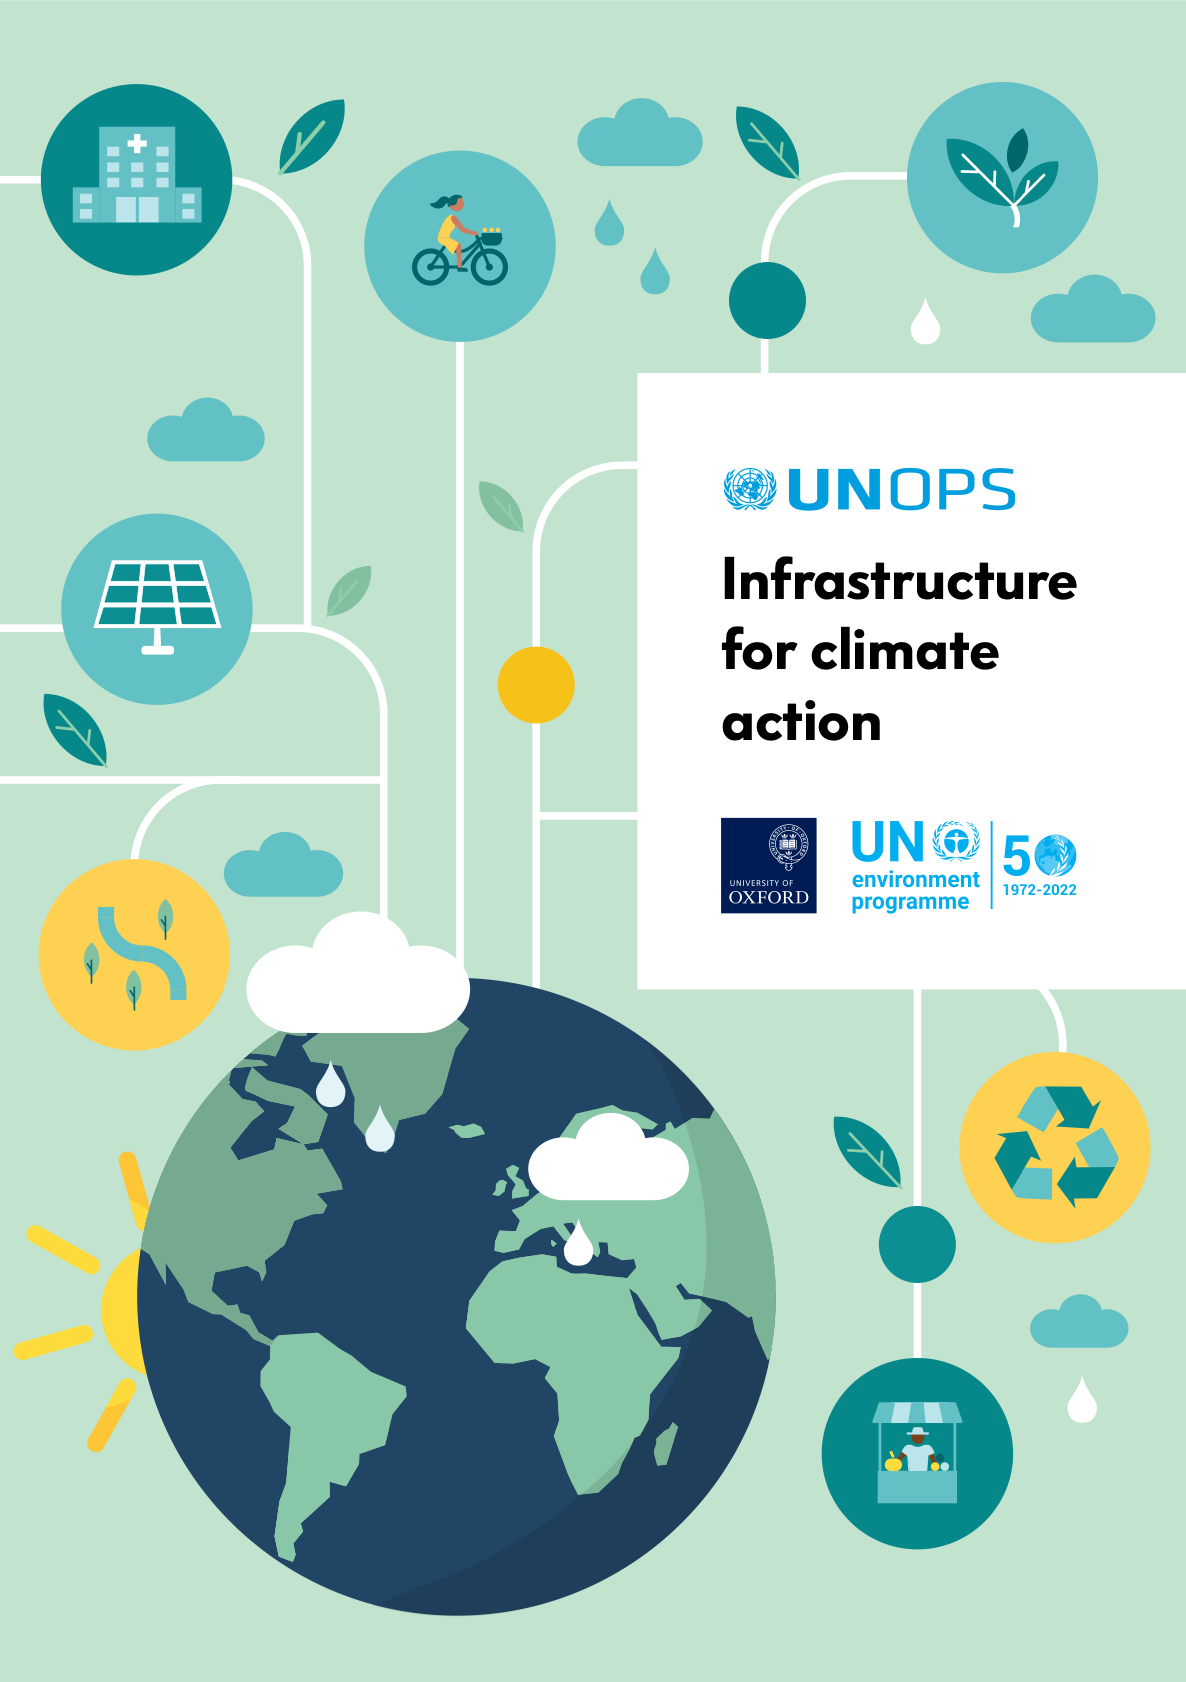 UNOPS
Infrastructure
for climate
action
UNIVERSITY OF
OXFORD
UN
environment
programme
50
1972-2022